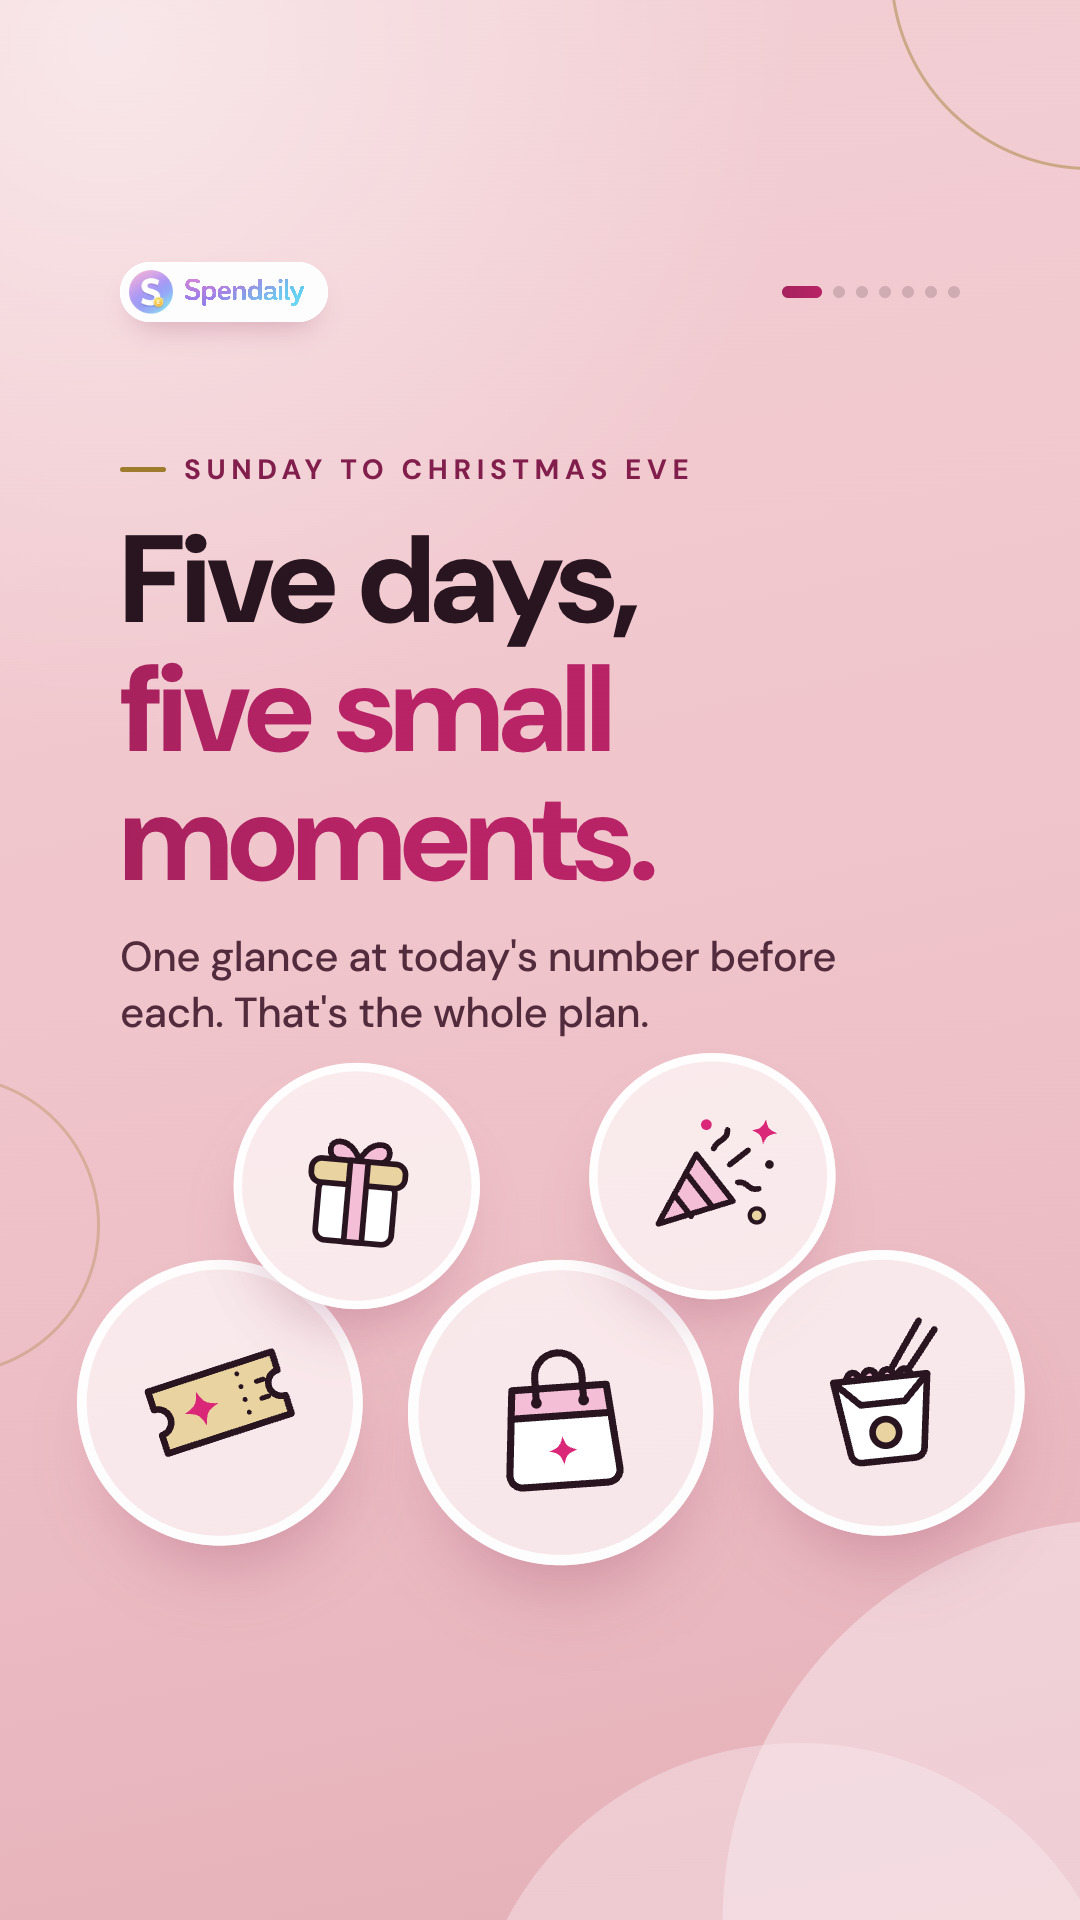 Spendaily
SUNDAY TO CHRISTMAS EVE
Five days,
five small
moments.
One glance at today's number before
each. That's the whole plan.